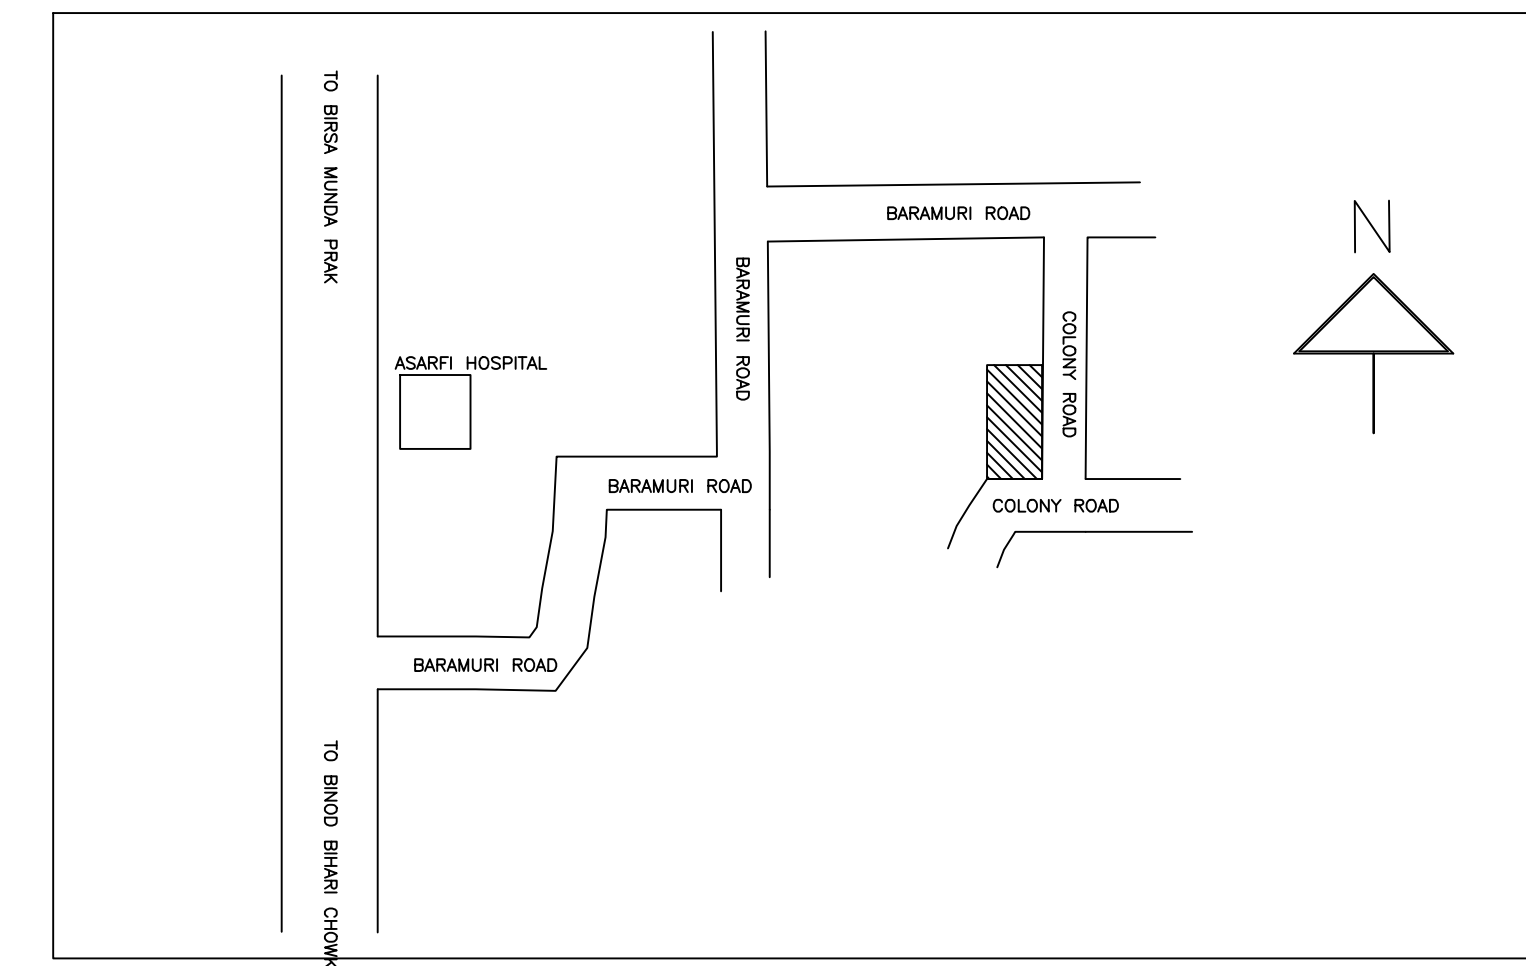 TO BIRSA MUNDA PRAK
BARAMURI ROAD
N
BARAMURI ROAD
COLONY ROAD
ASARFI HOSPITAL
BARAMURI ROAD
COLONY ROAD
BARAMURI ROAD
TO BINOD BIHARI CHOWK